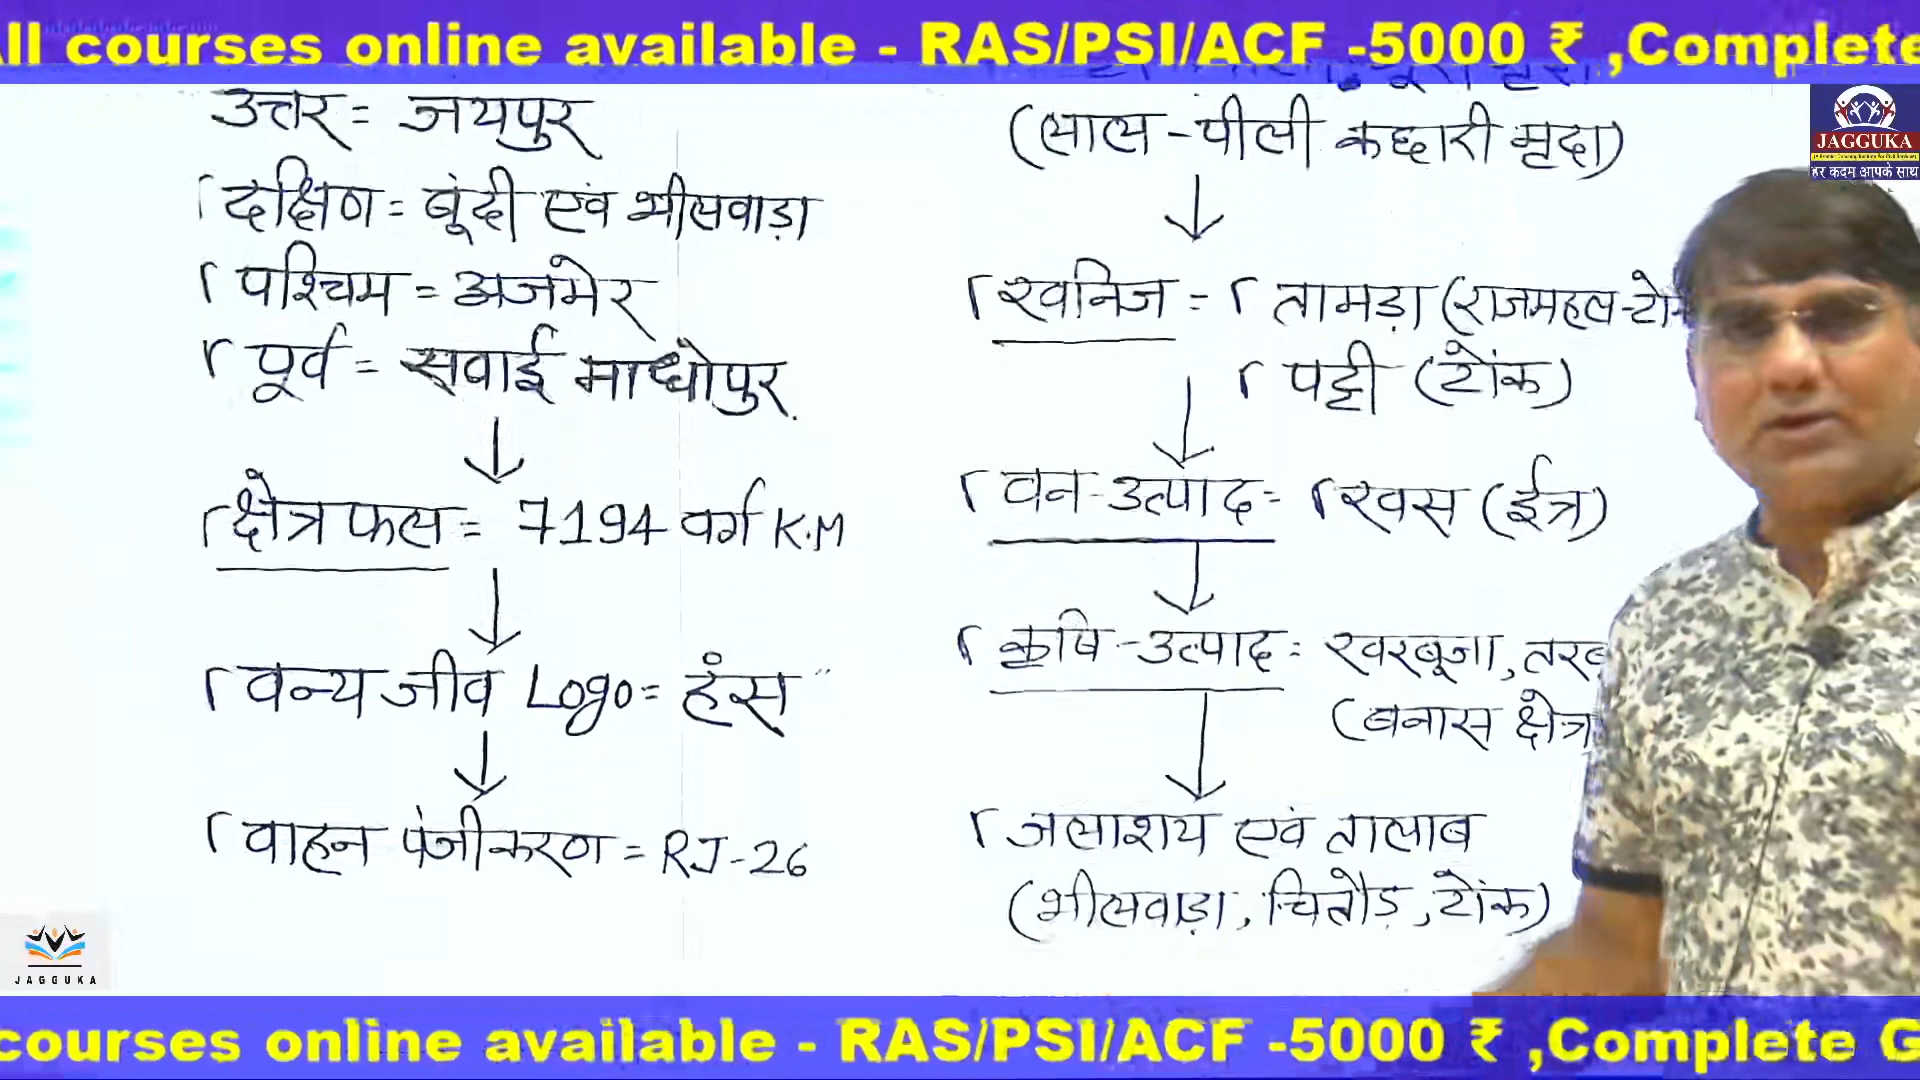 ll courses online available - RAS/PSI/ACF -5000 ₹ ,Complete
उत्तर = जयपुर
दक्षिण = बूंदी एवं भीलवाड़ा
पश्चिम = अजमेर
पूर्व = सवाई माधोपुर
क्षेत्रफल = 7194 वर्ग K.M
वन्य जीव Logo = हंस
वाहन पंजीकरण = RJ-26
(लाल-पीली कछारी मृदा)
खनिज = तामड़ा (राजमहल-टो
पट्टी (टोंक)
वन-उत्पाद = खस (ईत्र)
कृषि-उत्पाद = खरबूजा, तरब
(बनास क्षेत्र
जलाशय एवं तालाब
(भीलवाड़ा, चितौड़, टोंक)
JAGGUKA
हर कदम आपके साथ
JAGGUKA
courses online available - RAS/PSI/ACF -5000 ₹ ,Complete G